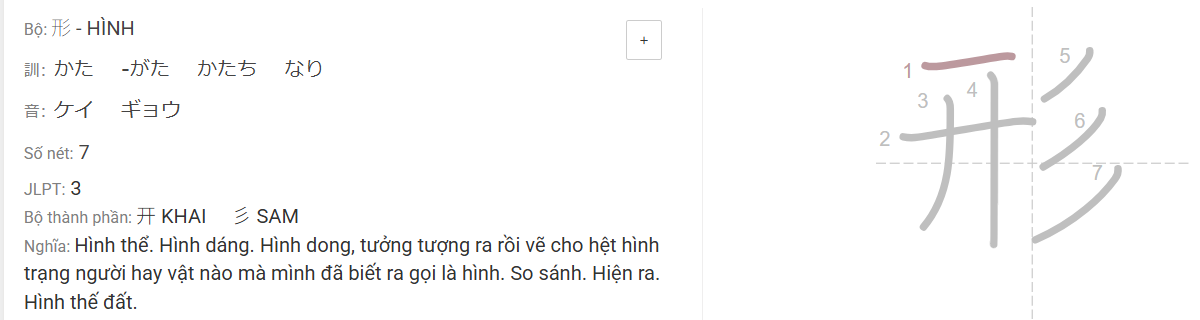 Bộ: 形 - HÌNH
+
訓: かた -がた かたち なり
音: ケイ ギョウ
Số nét: 7
JLPT: 3
Bộ thành phần: 开 KHAI 彡 SAM
Nghĩa: Hình thể. Hình dáng. Hình dong, tưởng tượng ra rồi vẽ cho hệt hình
trạng người hay vật nào mà mình đã biết ra gọi là hình. So sánh. Hiện ra.
Hình thế đất.
形
1
2
3
4
5
6
7